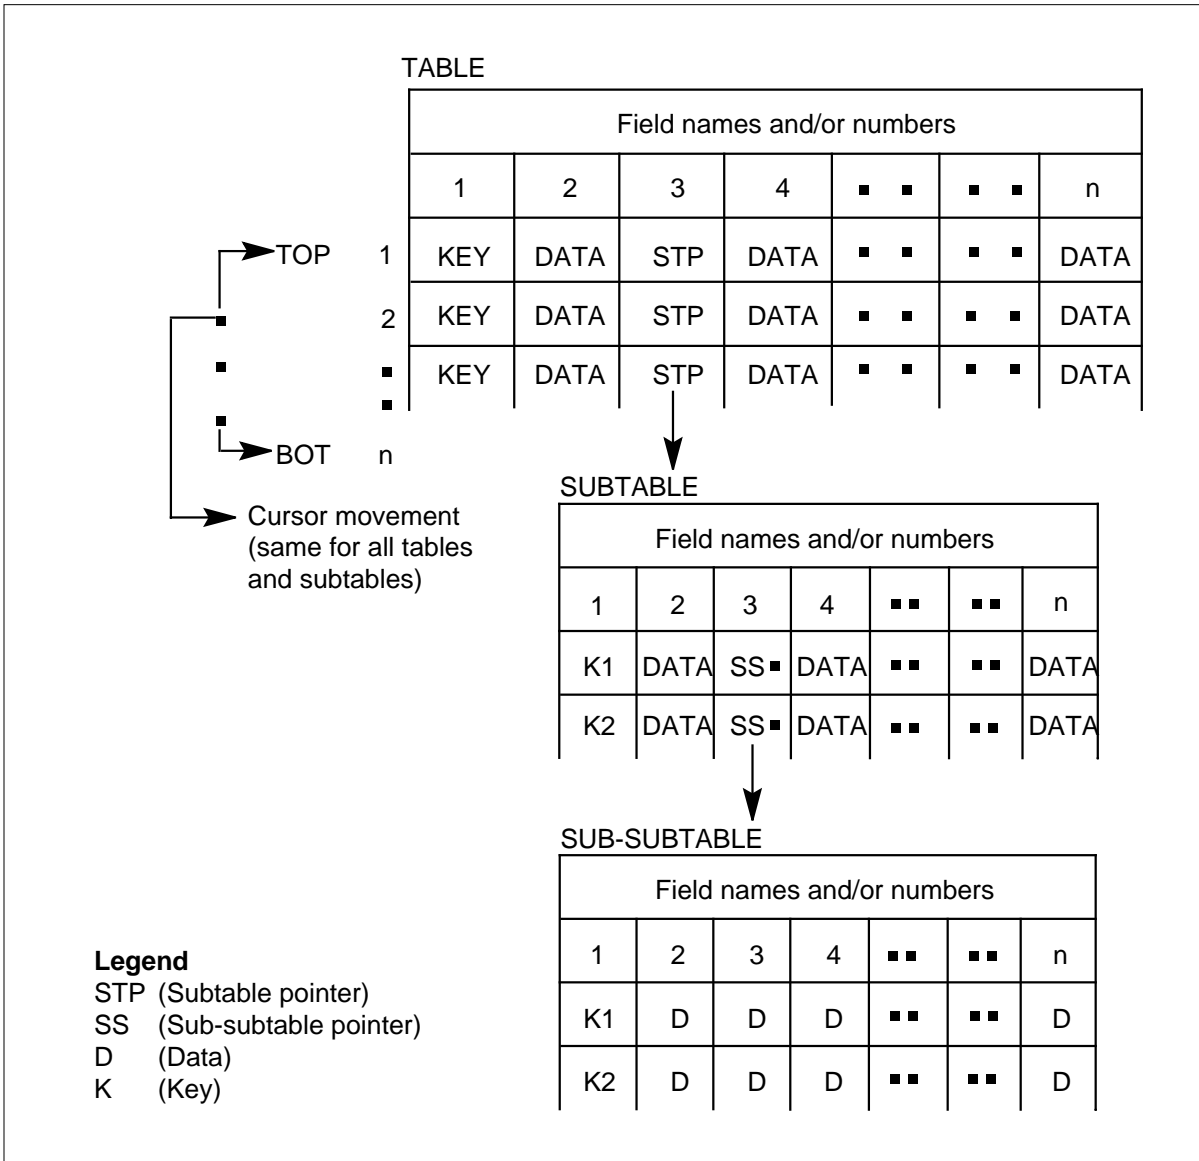 TABLE
Field names and/or numbers
1 2 3 4 ▪ ▪ ▪ ▪ n
TOP 1 KEY DATA STP DATA ▪ ▪ ▪ ▪ DATA
2 KEY DATA STP DATA ▪ ▪ ▪ ▪ DATA
KEY DATA STP DATA ▪ ▪ ▪ ▪ DATA
BOT n
Cursor movement
(same for all tables
and subtables)
SUBTABLE
Field names and/or numbers
1 2 3 4 ▪▪ ▪▪ n
K1 DATA SS▪ DATA ▪▪ ▪▪ DATA
K2 DATA SS▪ DATA ▪▪ ▪▪ DATA
SUB-SUBTABLE
Field names and/or numbers
1 2 3 4 ▪▪ ▪▪ n
K1 D D D ▪▪ ▪▪ D
K2 D D D ▪▪ ▪▪ D
Legend
STP (Subtable pointer)
SS (Sub-subtable pointer)
D (Data)
K (Key)